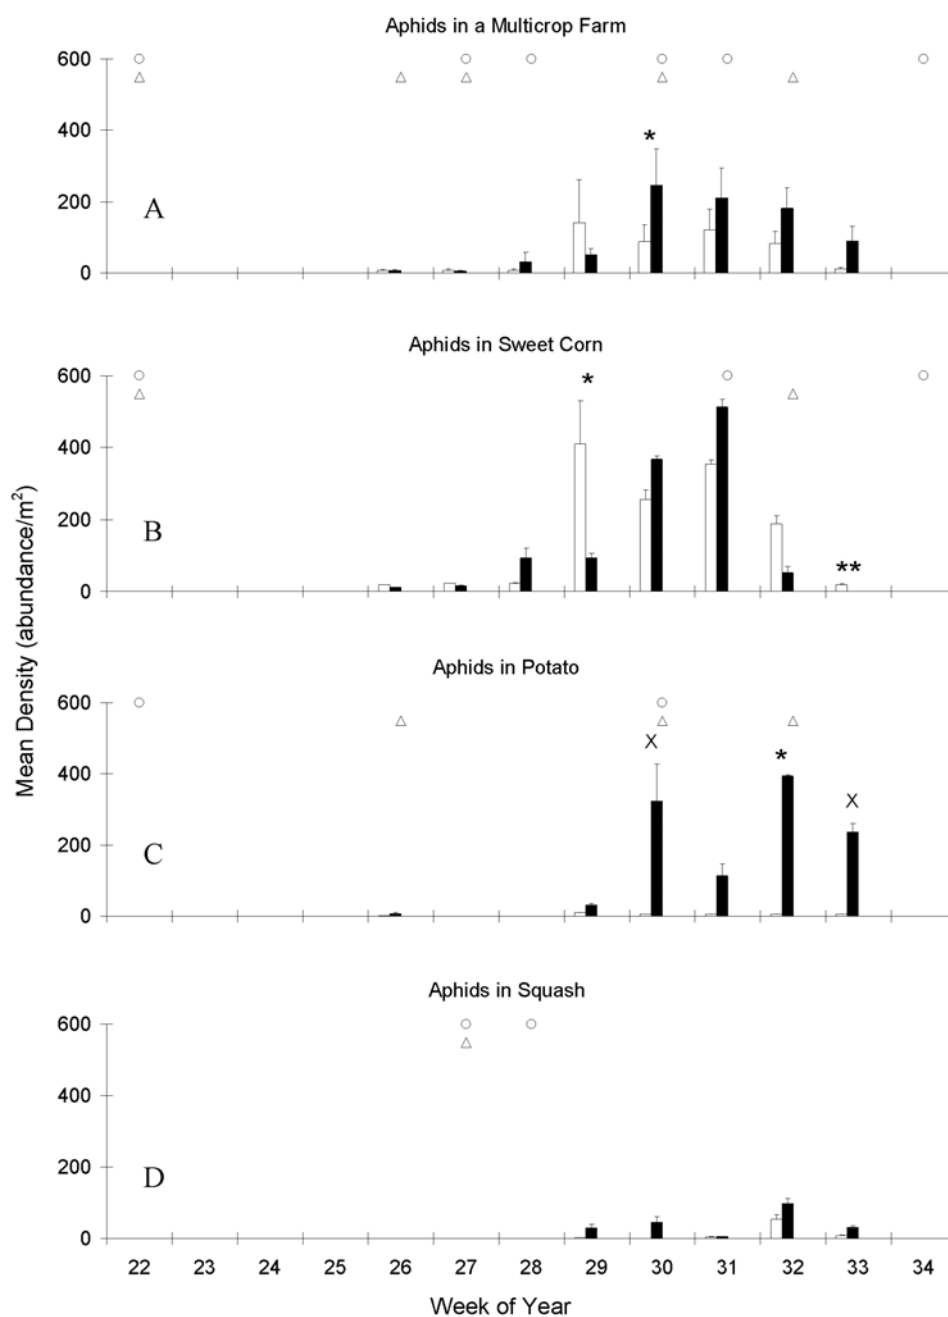 Aphids in a Multicrop Farm
600
400
*
200
A
0
Aphids in Sweet Corn
600
*
400
200
B
**
0
Aphids in Potato
600
X
*
400
X
200
C
0
Aphids in Squash
600
400
200
D
0
22 23 24 25 26 27 28 29 30 31 32 33 34
Week of Year
Mean Density (abundance/m²)